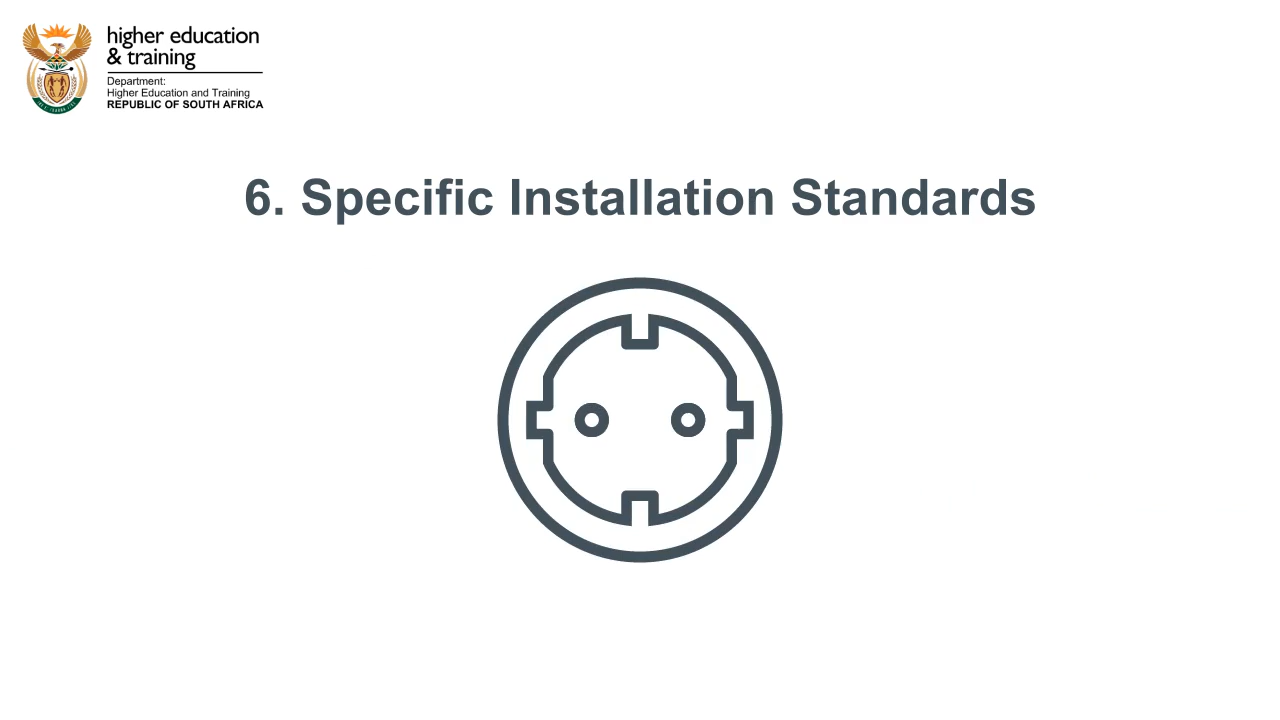 higher education
& training
Department:
Higher Education and Training
REPUBLIC OF SOUTH AFRICA
6. Specific Installation Standards